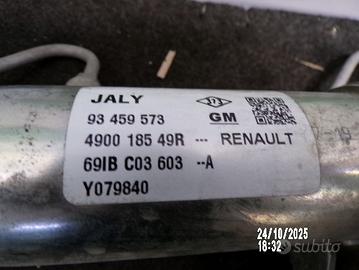 JALY
93 459 573 GM
4900 185 49R --- RENAULT
69IB C03 603 --A
Y079840
24/10/2025
18:32
subito